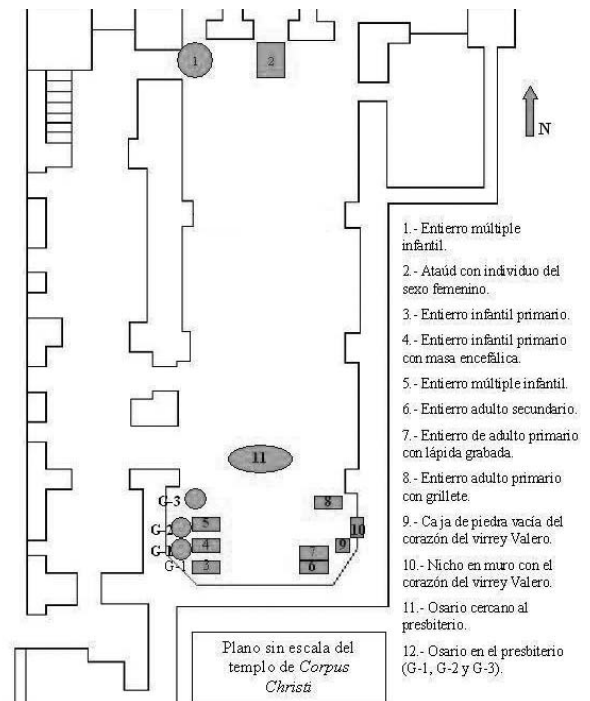 1
2
N
1.- Entierro múltiple
infantil.
2.- Ataúd con individuo del
sexo femenino.
3.- Entierro infantil primario.
4.- Entierro infantil primario
con masa encefálica.
5.- Entierro múltiple infantil.
6.- Entierro adulto secundario.
7.- Entierro de adulto primario
con lápida grabada.
8.- Entierro adulto primario
con grillete.
9.- Caja de piedra vacía del
corazón del virrey Valero.
10.- Nicho en muro con el
corazón del virrey Valero.
11.- Osario cercano al
presbiterio.
12.- Osario en el presbiterio
(G-1, G-2 y G-3).
11
G-3
8
G-2
5
10
G-1
4
9
7
G-1
3
6
Plano sin escala del
templo de Corpus
Christi